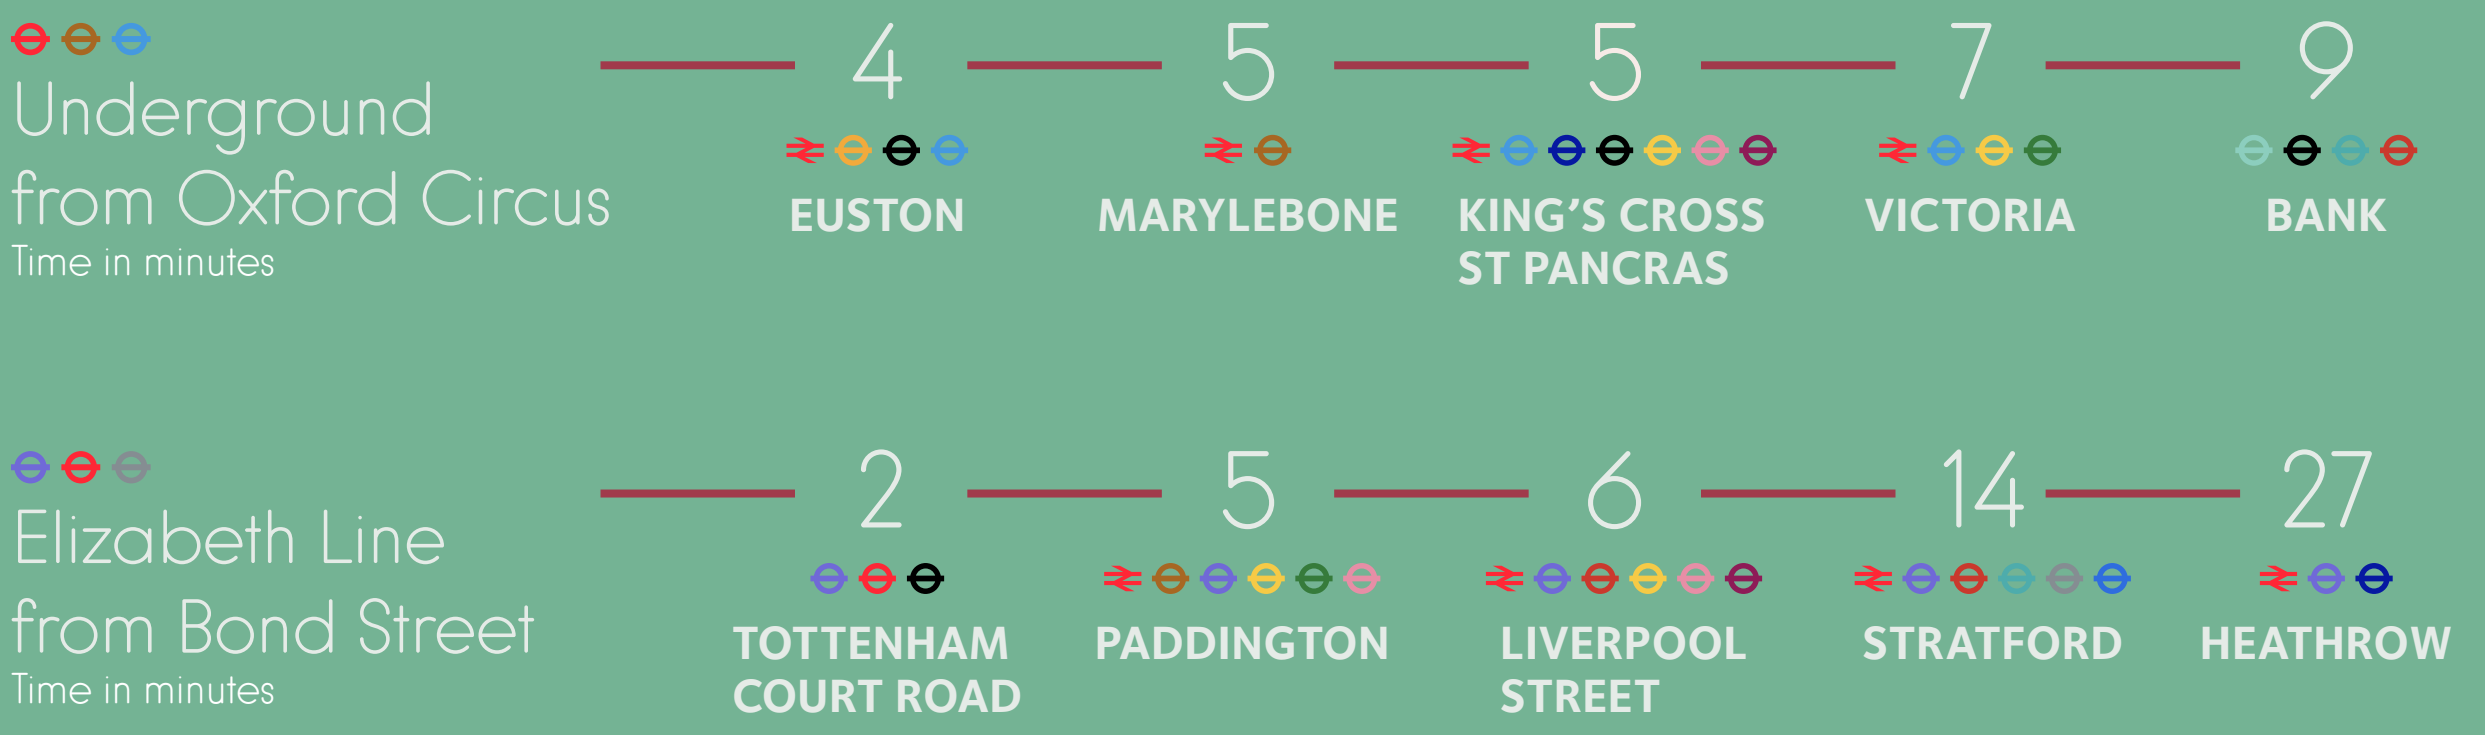 Underground
from Oxford Circus
Time in minutes
4
5
5
7
9
EUSTON
MARYLEBONE
KING’S CROSS
ST PANCRAS
VICTORIA
BANK
Elizabeth Line
from Bond Street
Time in minutes
2
5
6
14
27
TOTTENHAM
COURT ROAD
PADDINGTON
LIVERPOOL
STREET
STRATFORD
HEATHROW